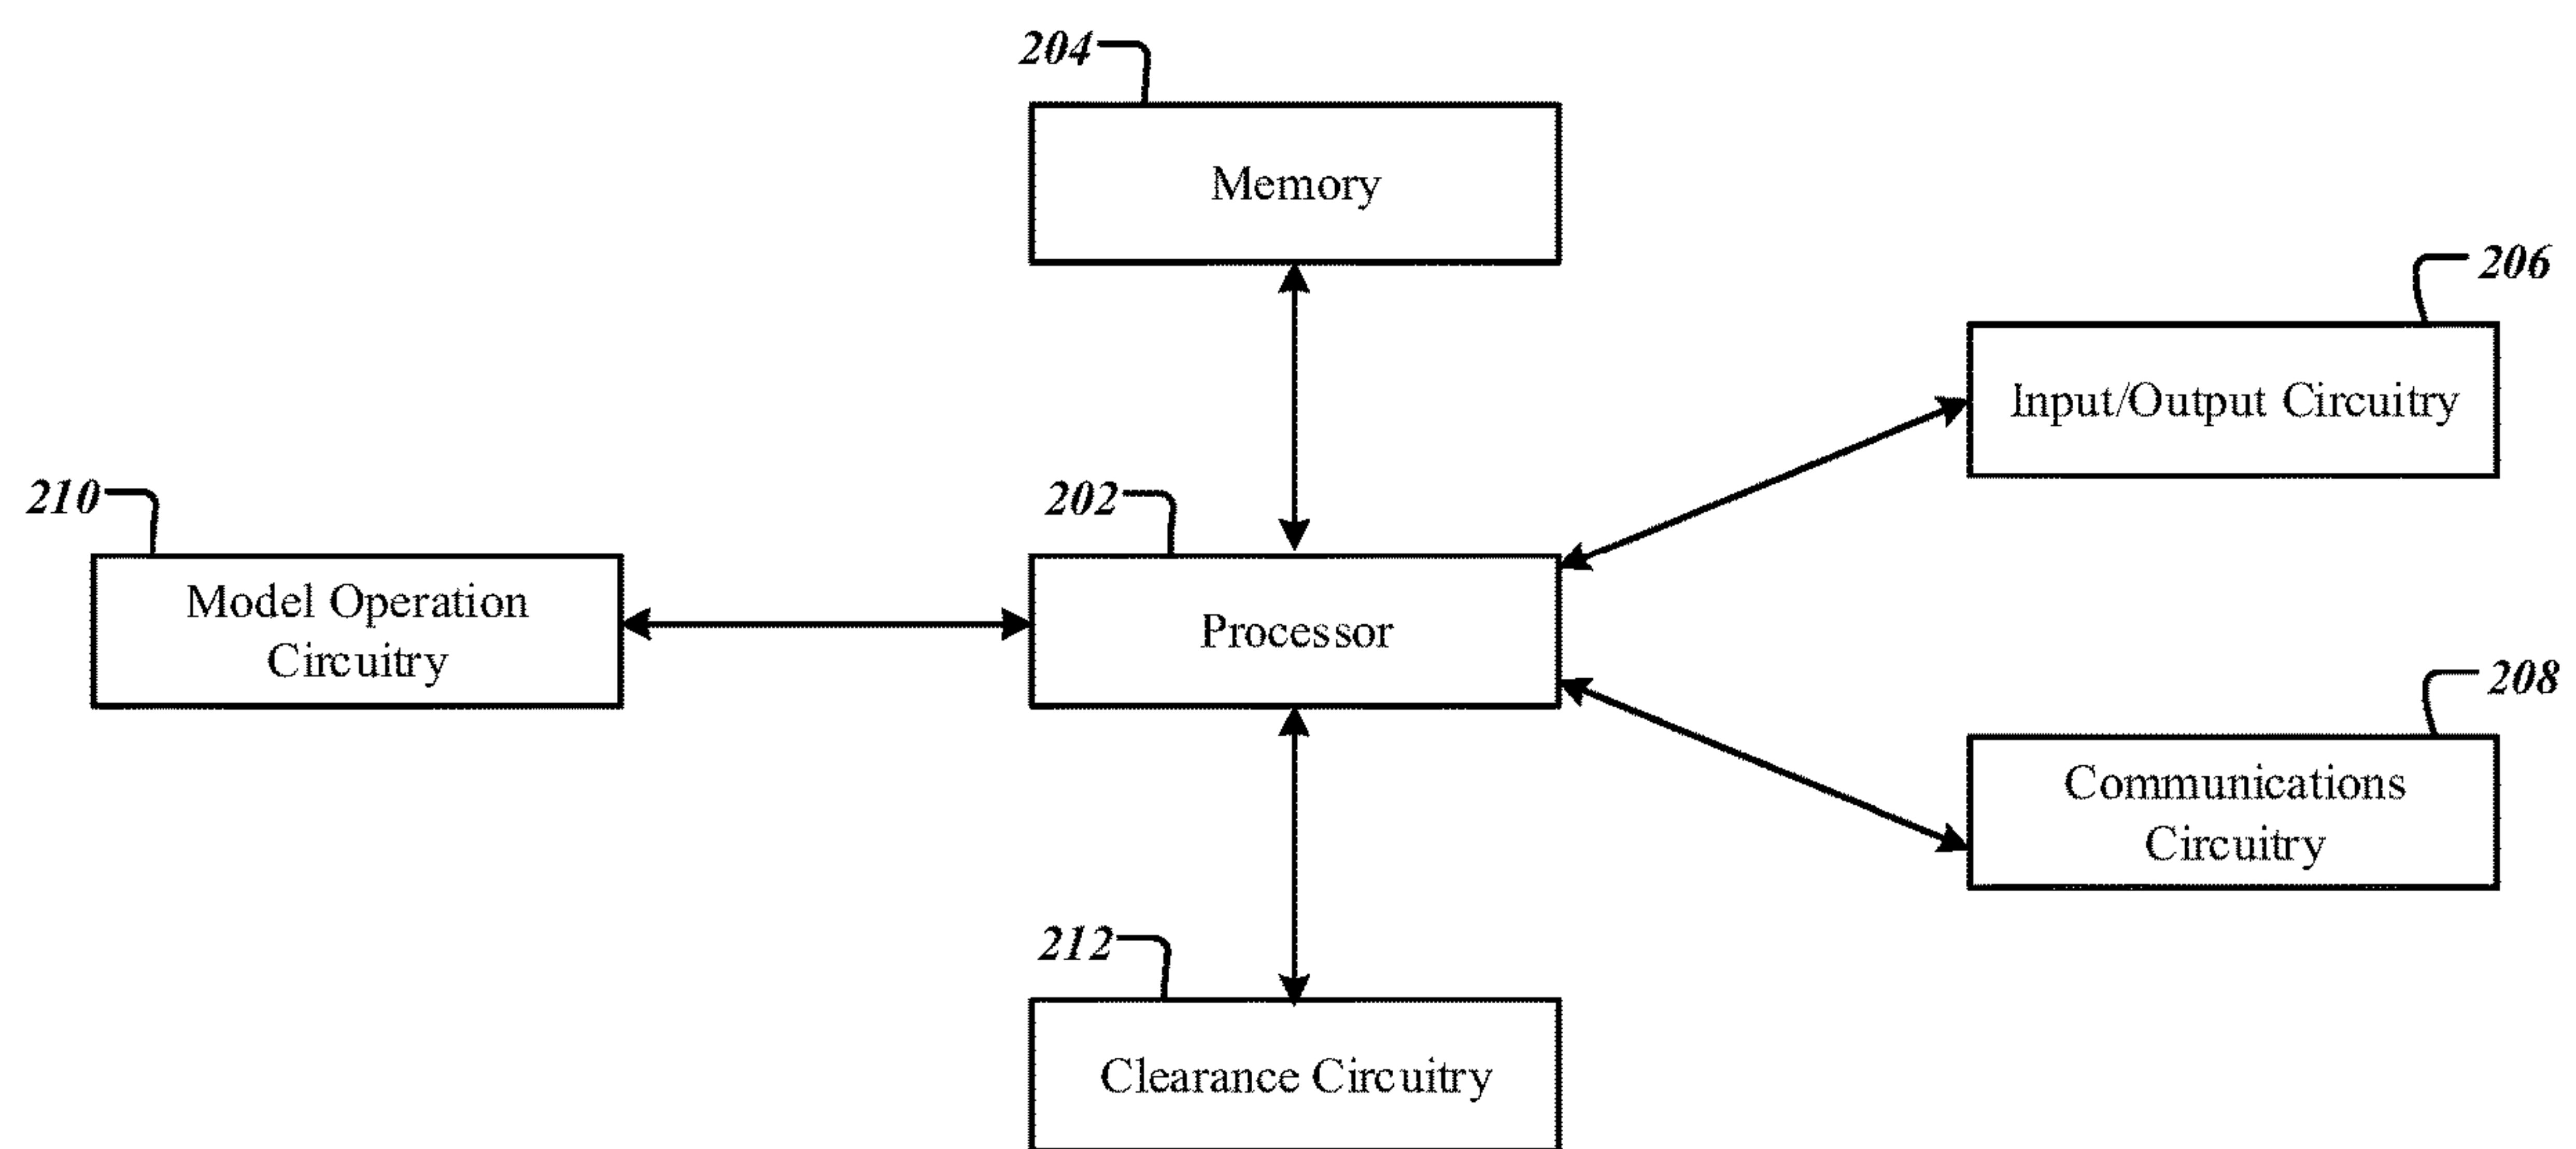 204
Memory
206
Input/Output Circuitry
210
202
Model Operation
Circuitry
Processor
208
Communications
Circuitry
212
Clearance Circuitry